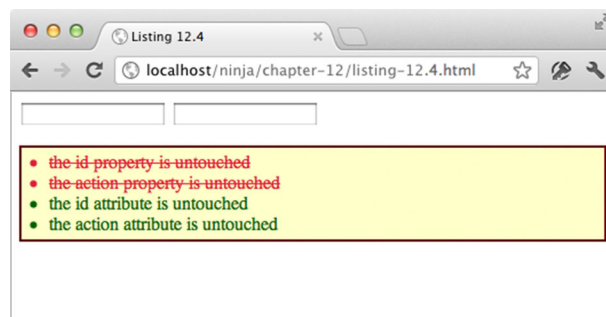 Listing 12.4
localhost/ninja/chapter-12/listing-12.4.html
the id property is untouched
the action property is untouched
the id attribute is untouched
the action attribute is untouched